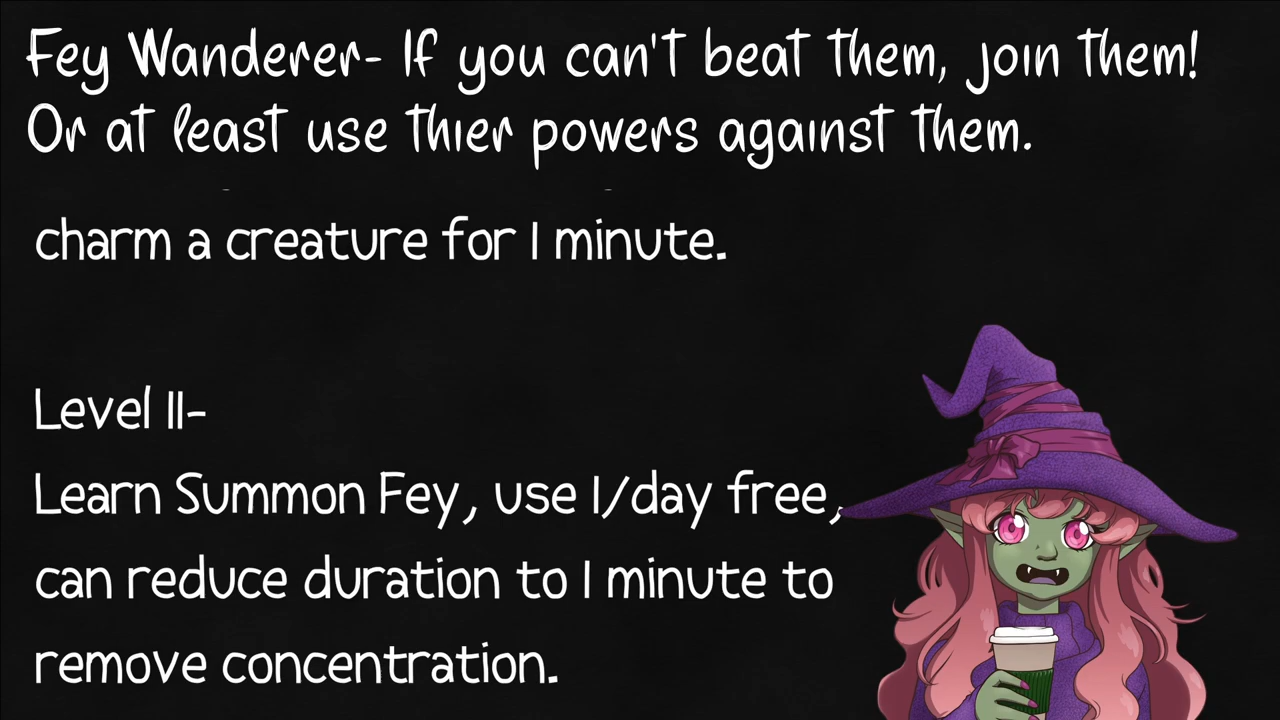 Fey Wanderer- If you can't beat them, join them!
Or at least use thier powers against them.
charm a creature for 1 minute.
Level 11-
Learn Summon Fey, use 1/day free,
can reduce duration to 1 minute to
remove concentration.